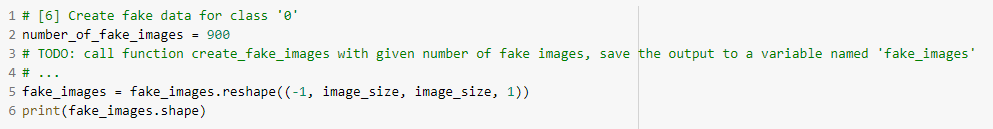 1 # [6] Create fake data for class '0'
2 number_of_fake_images = 900
3 # TODO: call function create_fake_images with given number of fake images, save the output to a variable named 'fake_images'
4 # ...
5 fake_images = fake_images.reshape((-1, image_size, image_size, 1))
6 print(fake_images.shape)